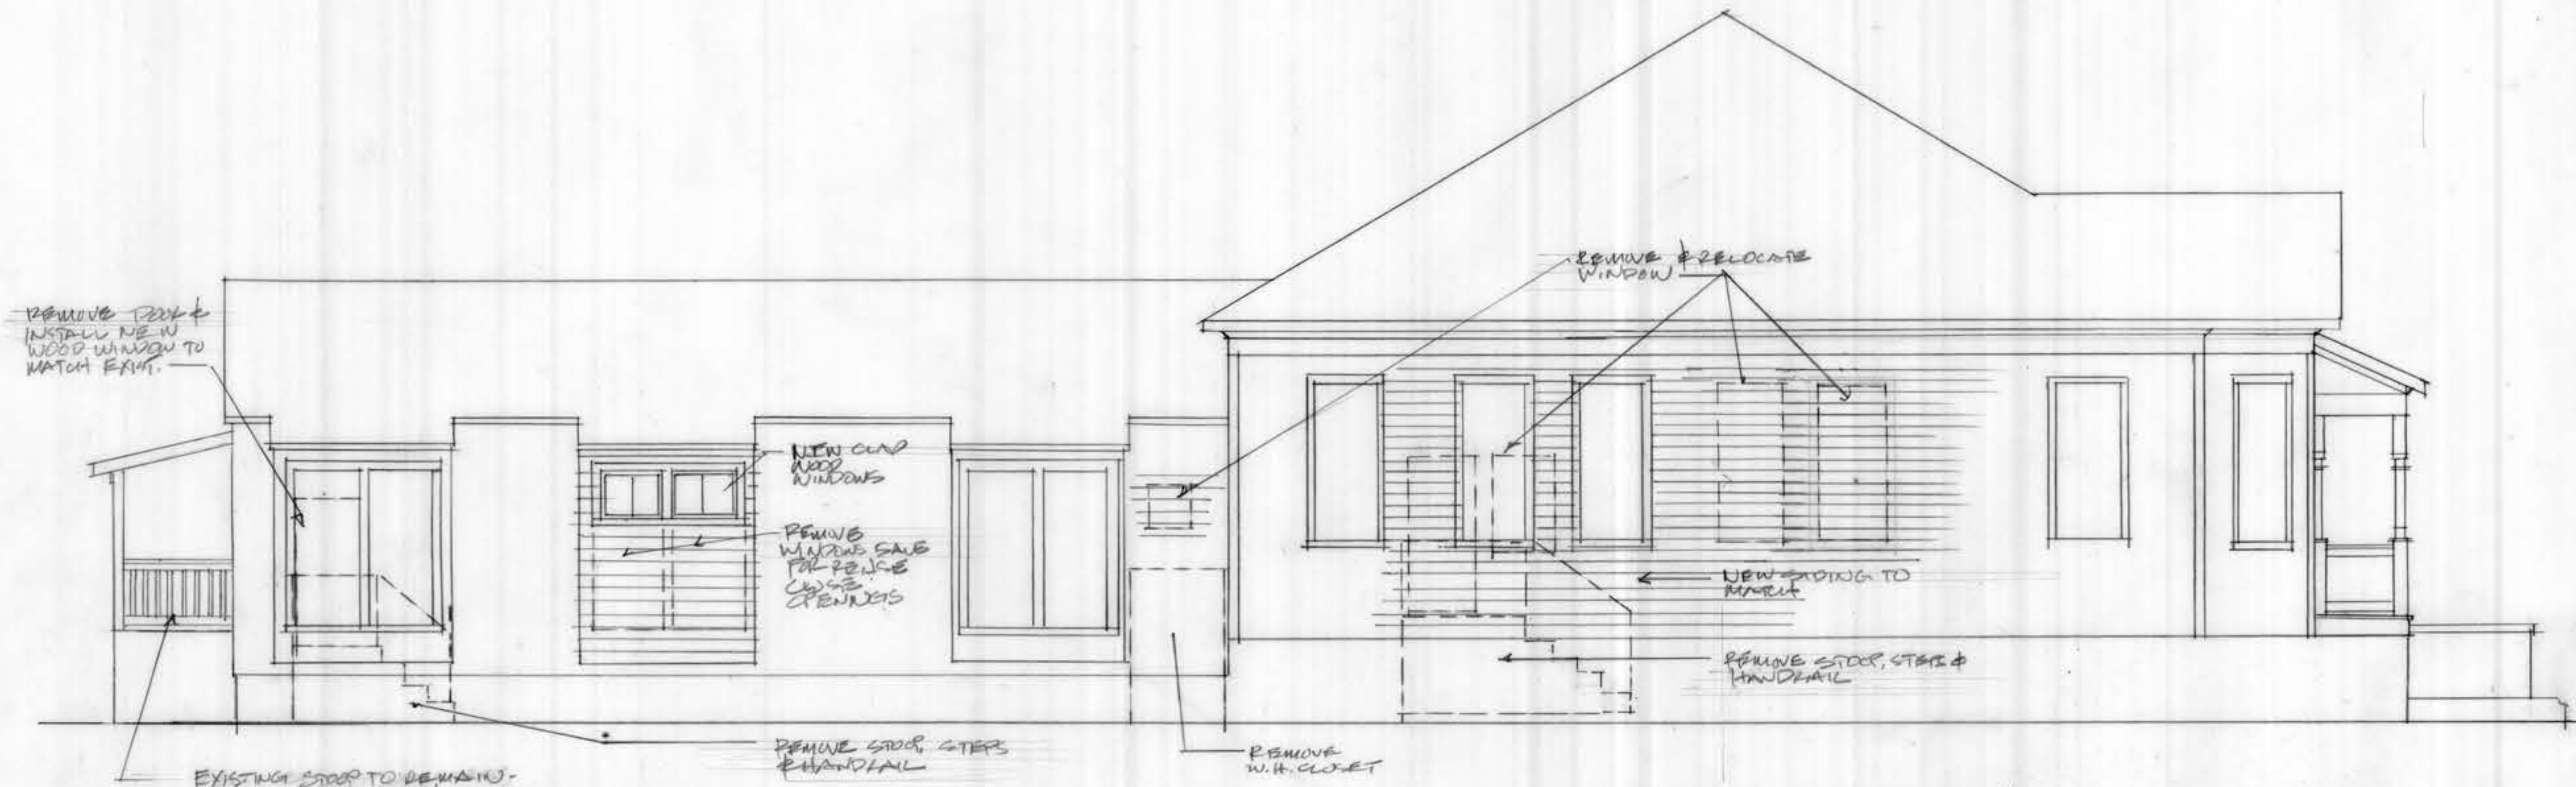 REMOVE DOOR &
INSTALL NEW
WOOD WINDOW TO
MATCH EXIST.
NEW CLAD
WOOD
WINDOWS
REMOVE
WINDOWS SAVE
FOR REUSE
CLOSE
OPENINGS
REMOVE & RELOCATE
WINDOW
NEW SIDING TO
MATCH
REMOVE STOOP, STEPS &
HANDRAIL
REMOVE STOOP, STEPS
& HANDRAIL
REMOVE
W.H. CLOSET
EXISTING STOOP TO REMAIN.